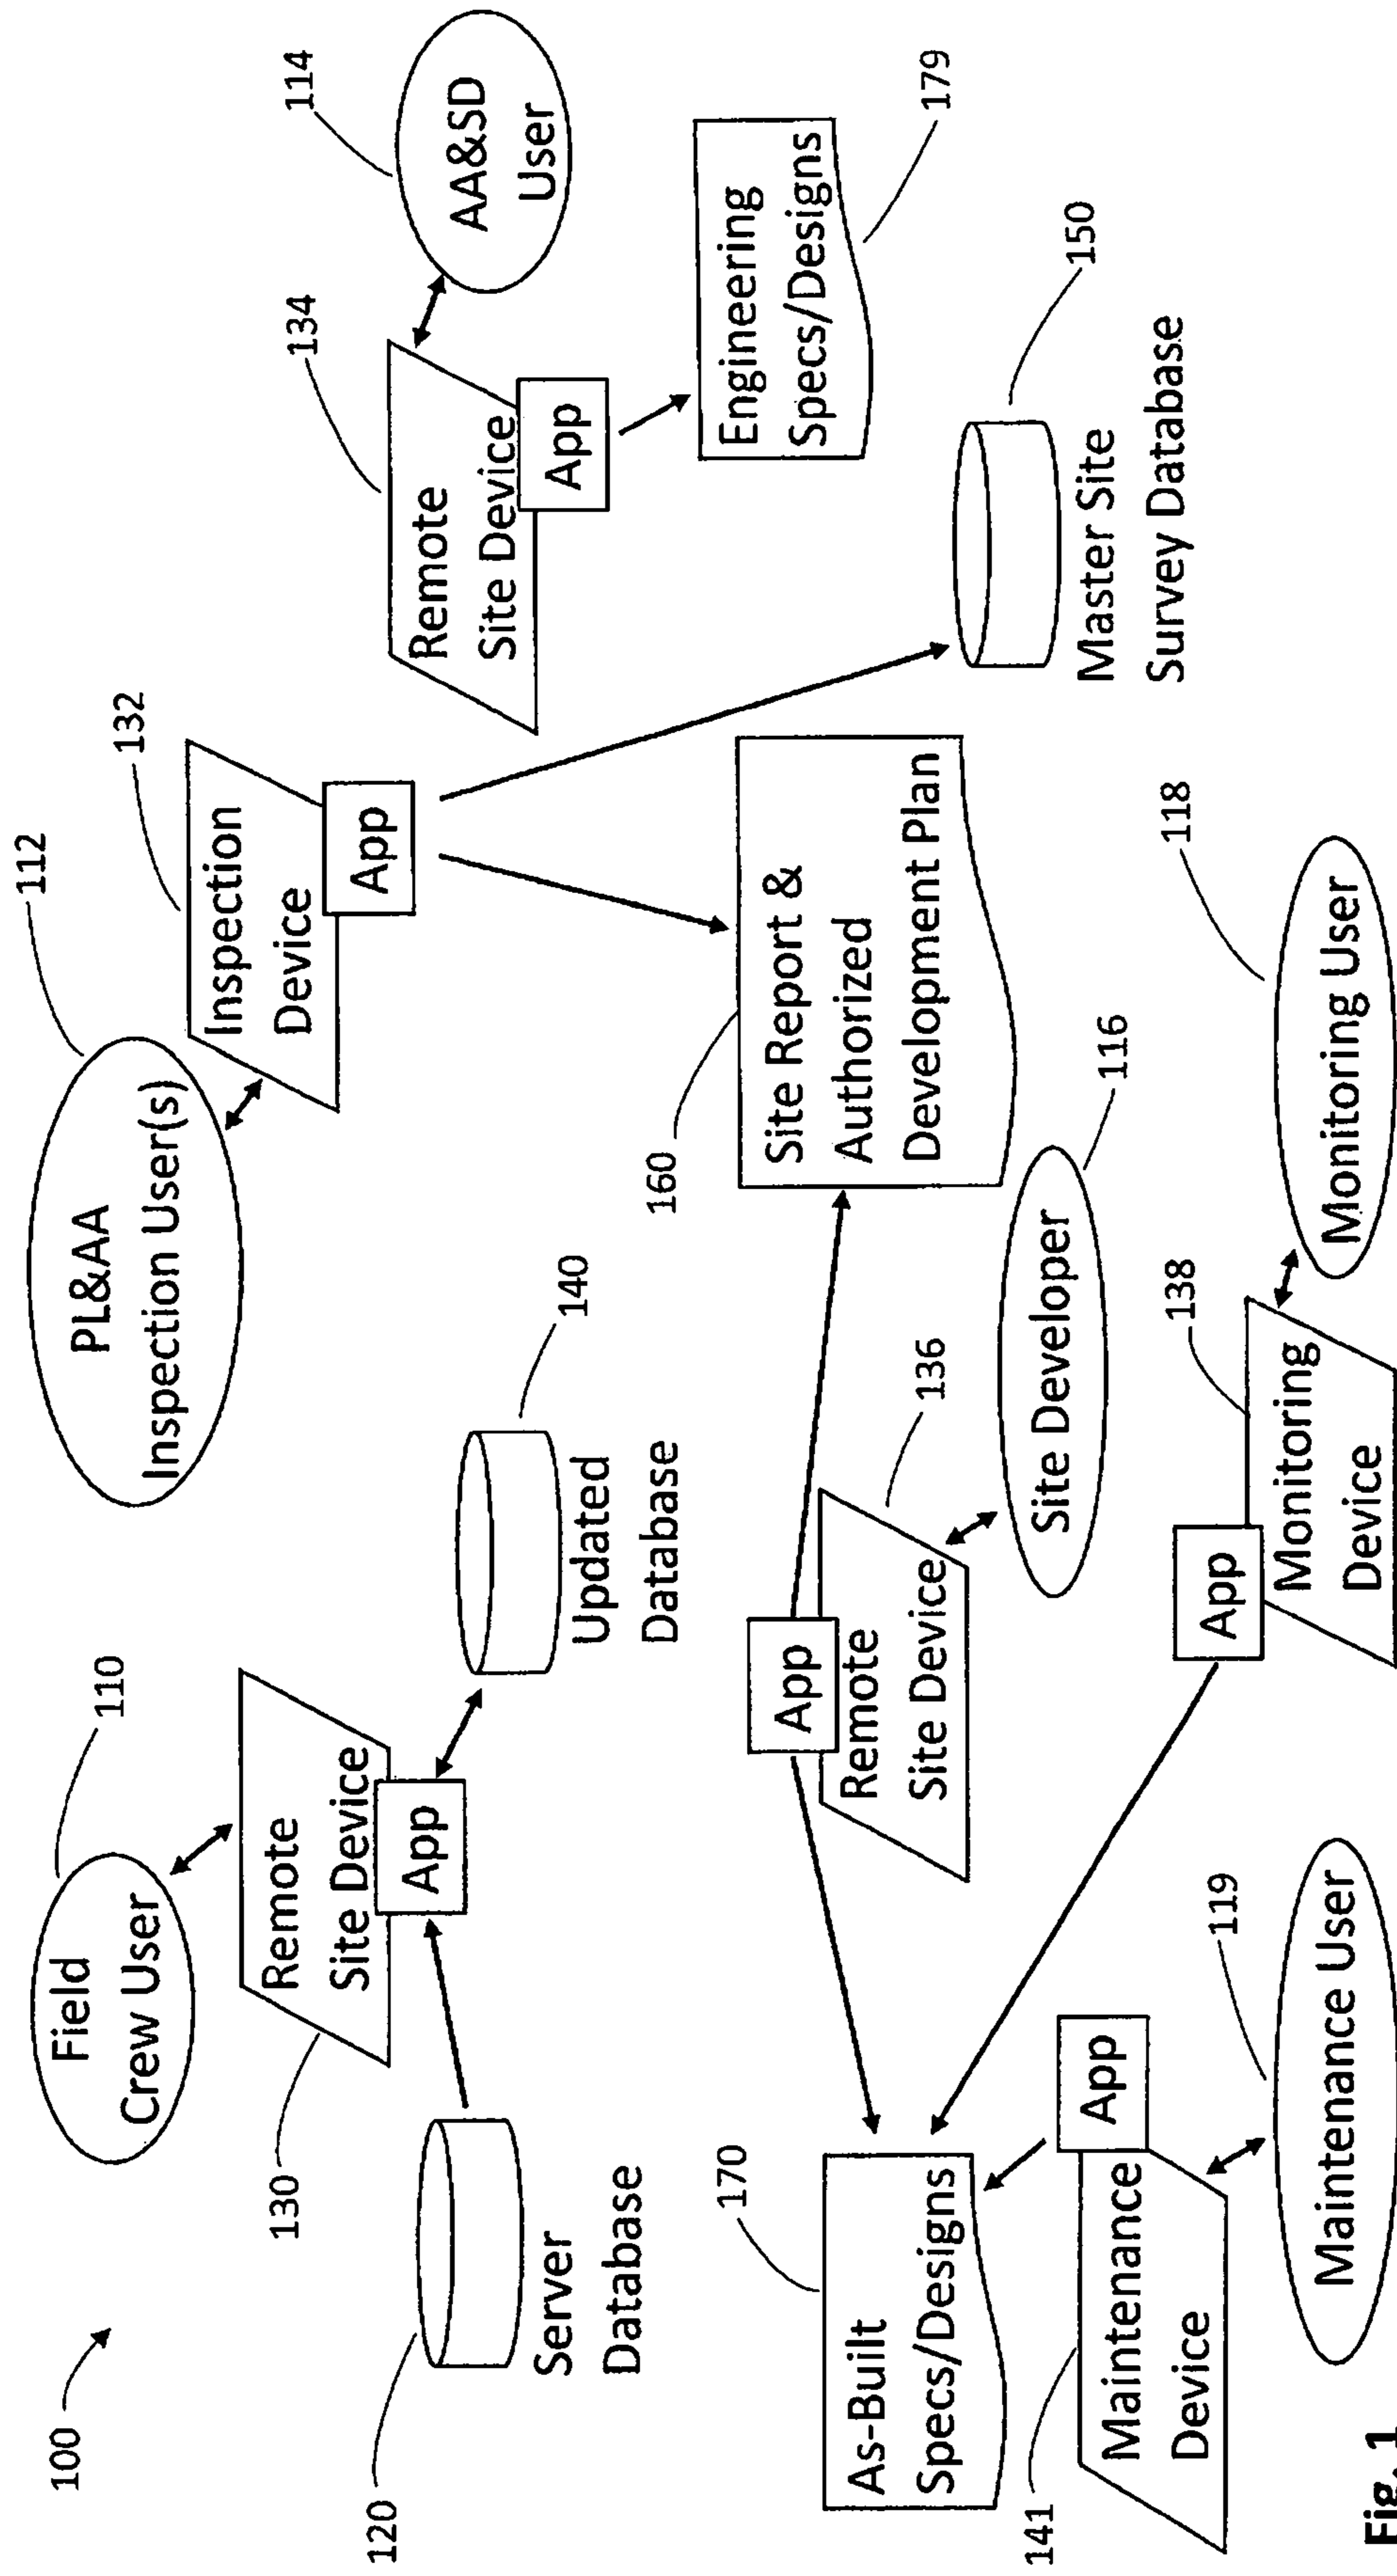 100
110
Field
Crew User
130
Remote
Site Device
App
120
Server
Database
140
Updated
Database
112
PL&AA
Inspection User(s)
132
Inspection
Device
App
114
AA&SD
User
134
Remote
Site Device
App
179
Engineering
Specs/Designs
150
Master Site
Survey Database
160
Site Report &
Authorized
Development Plan
170
As-Built
Specs/Designs
App
Remote
Site Device
136
116
Site Developer
141
Maintenance
Device
App
119
Maintenance User
138
App
Monitoring
Device
118
Monitoring User
Fig. 1